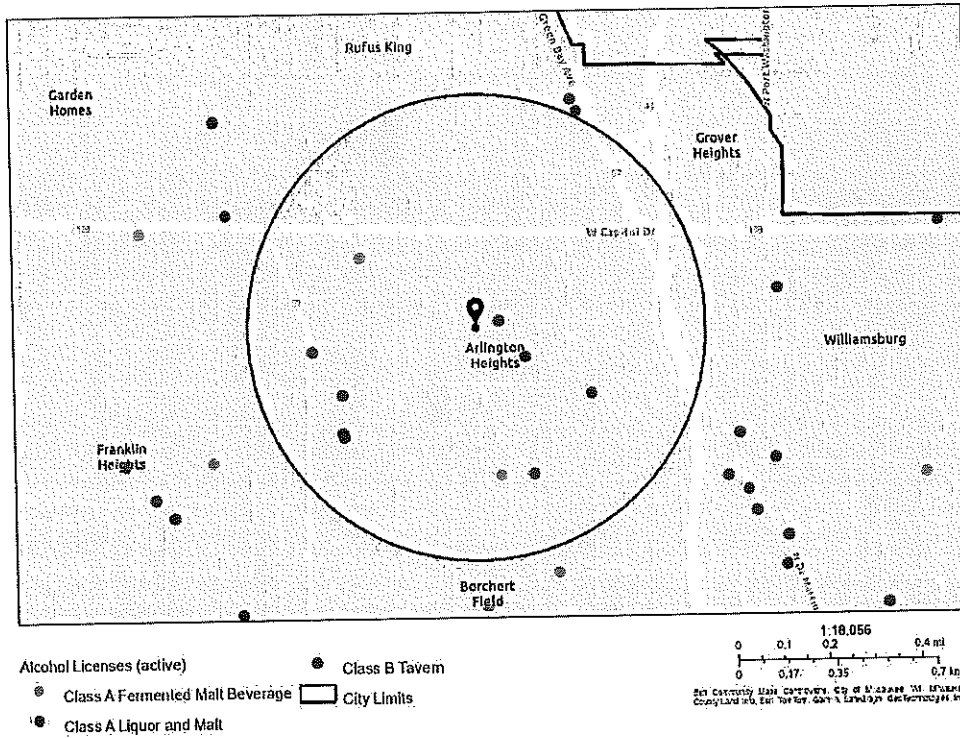 Rufus King
Green Bay Ave
Garden
Homes
Grover
Heights
W Capitol Dr
Arlington
Heights
Williamsburg
Franklin
Heights
Borchert
Field
1:18,056
0 0.1 0.2 0.4 mi
0 0.17 0.35 0.7 km
Alcohol Licenses (active)
Class A Fermented Malt Beverage
Class A Liquor and Malt
Class B Tavern
City Limits